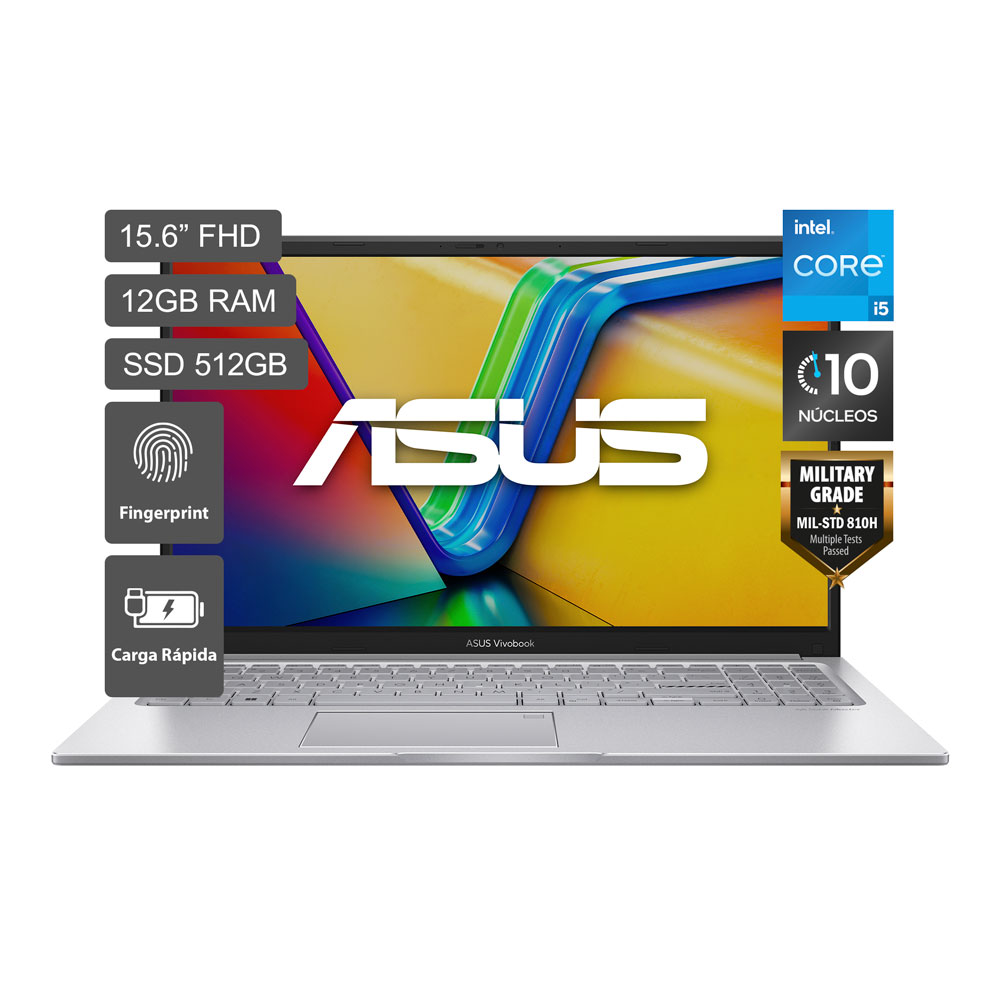 15.6” FHD
12GB RAM
SSD 512GB
Fingerprint
Carga Rápida
ASUS
ASUS Vivobook
intel.
CORE
i5
10
NÚCLEOS
MILITARY
GRADE
MIL-STD 810H
Multiple Tests
Passed